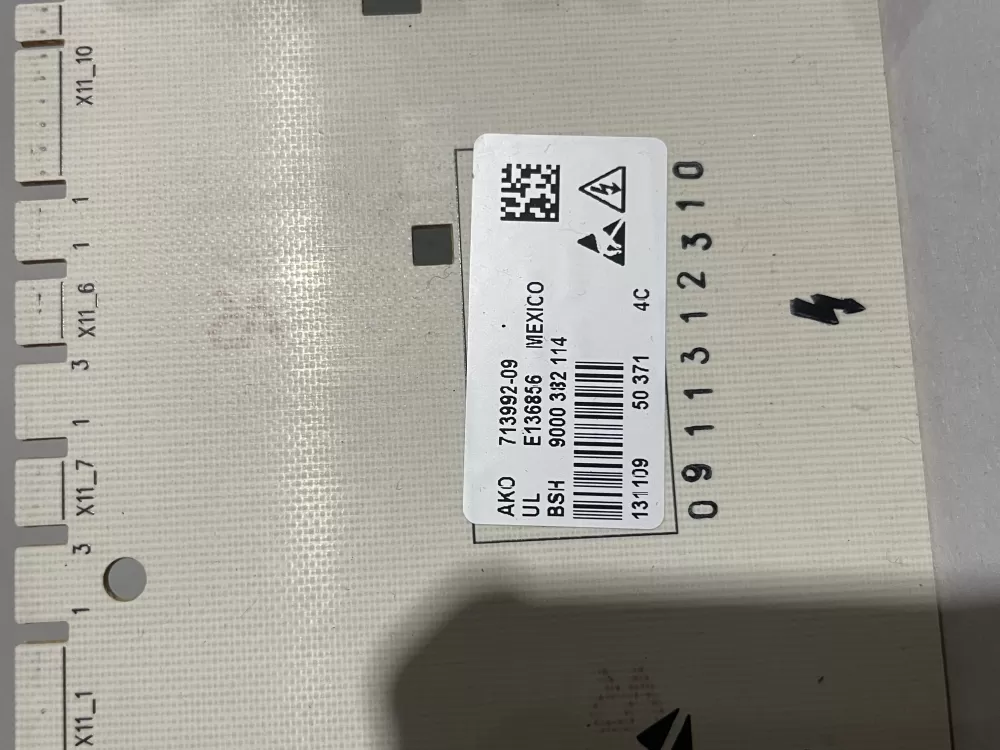 AKO 713992-09
UL E136856 MEXICO
BSH 9000 382 114
131109 50 371 4C
0911312310
X11_10
1
1
X11_6
3
1
X11_7
3
1
X11_1